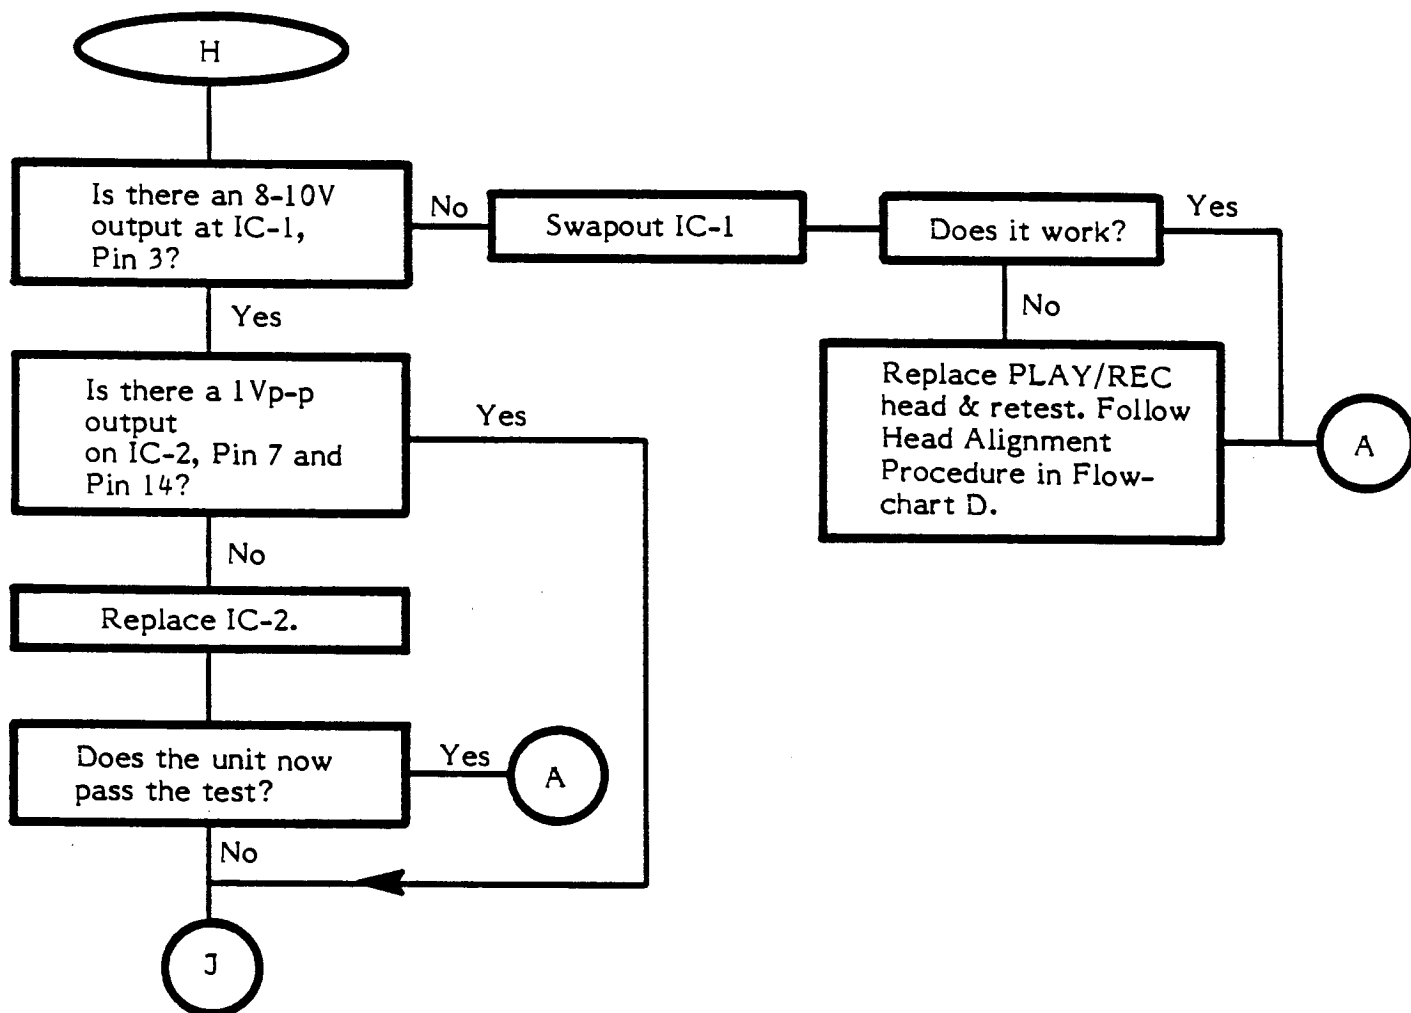 H
Is there an 8-10V
output at IC-1,
Pin 3?
No
Swapout IC-1
Does it work?
Yes
No
Replace PLAY/REC
head & retest. Follow
Head Alignment
Procedure in Flow-
chart D.
A
Yes
Is there a 1Vp-p
output
on IC-2, Pin 7 and
Pin 14?
Yes
No
Replace IC-2.
Does the unit now
pass the test?
Yes
A
No
J